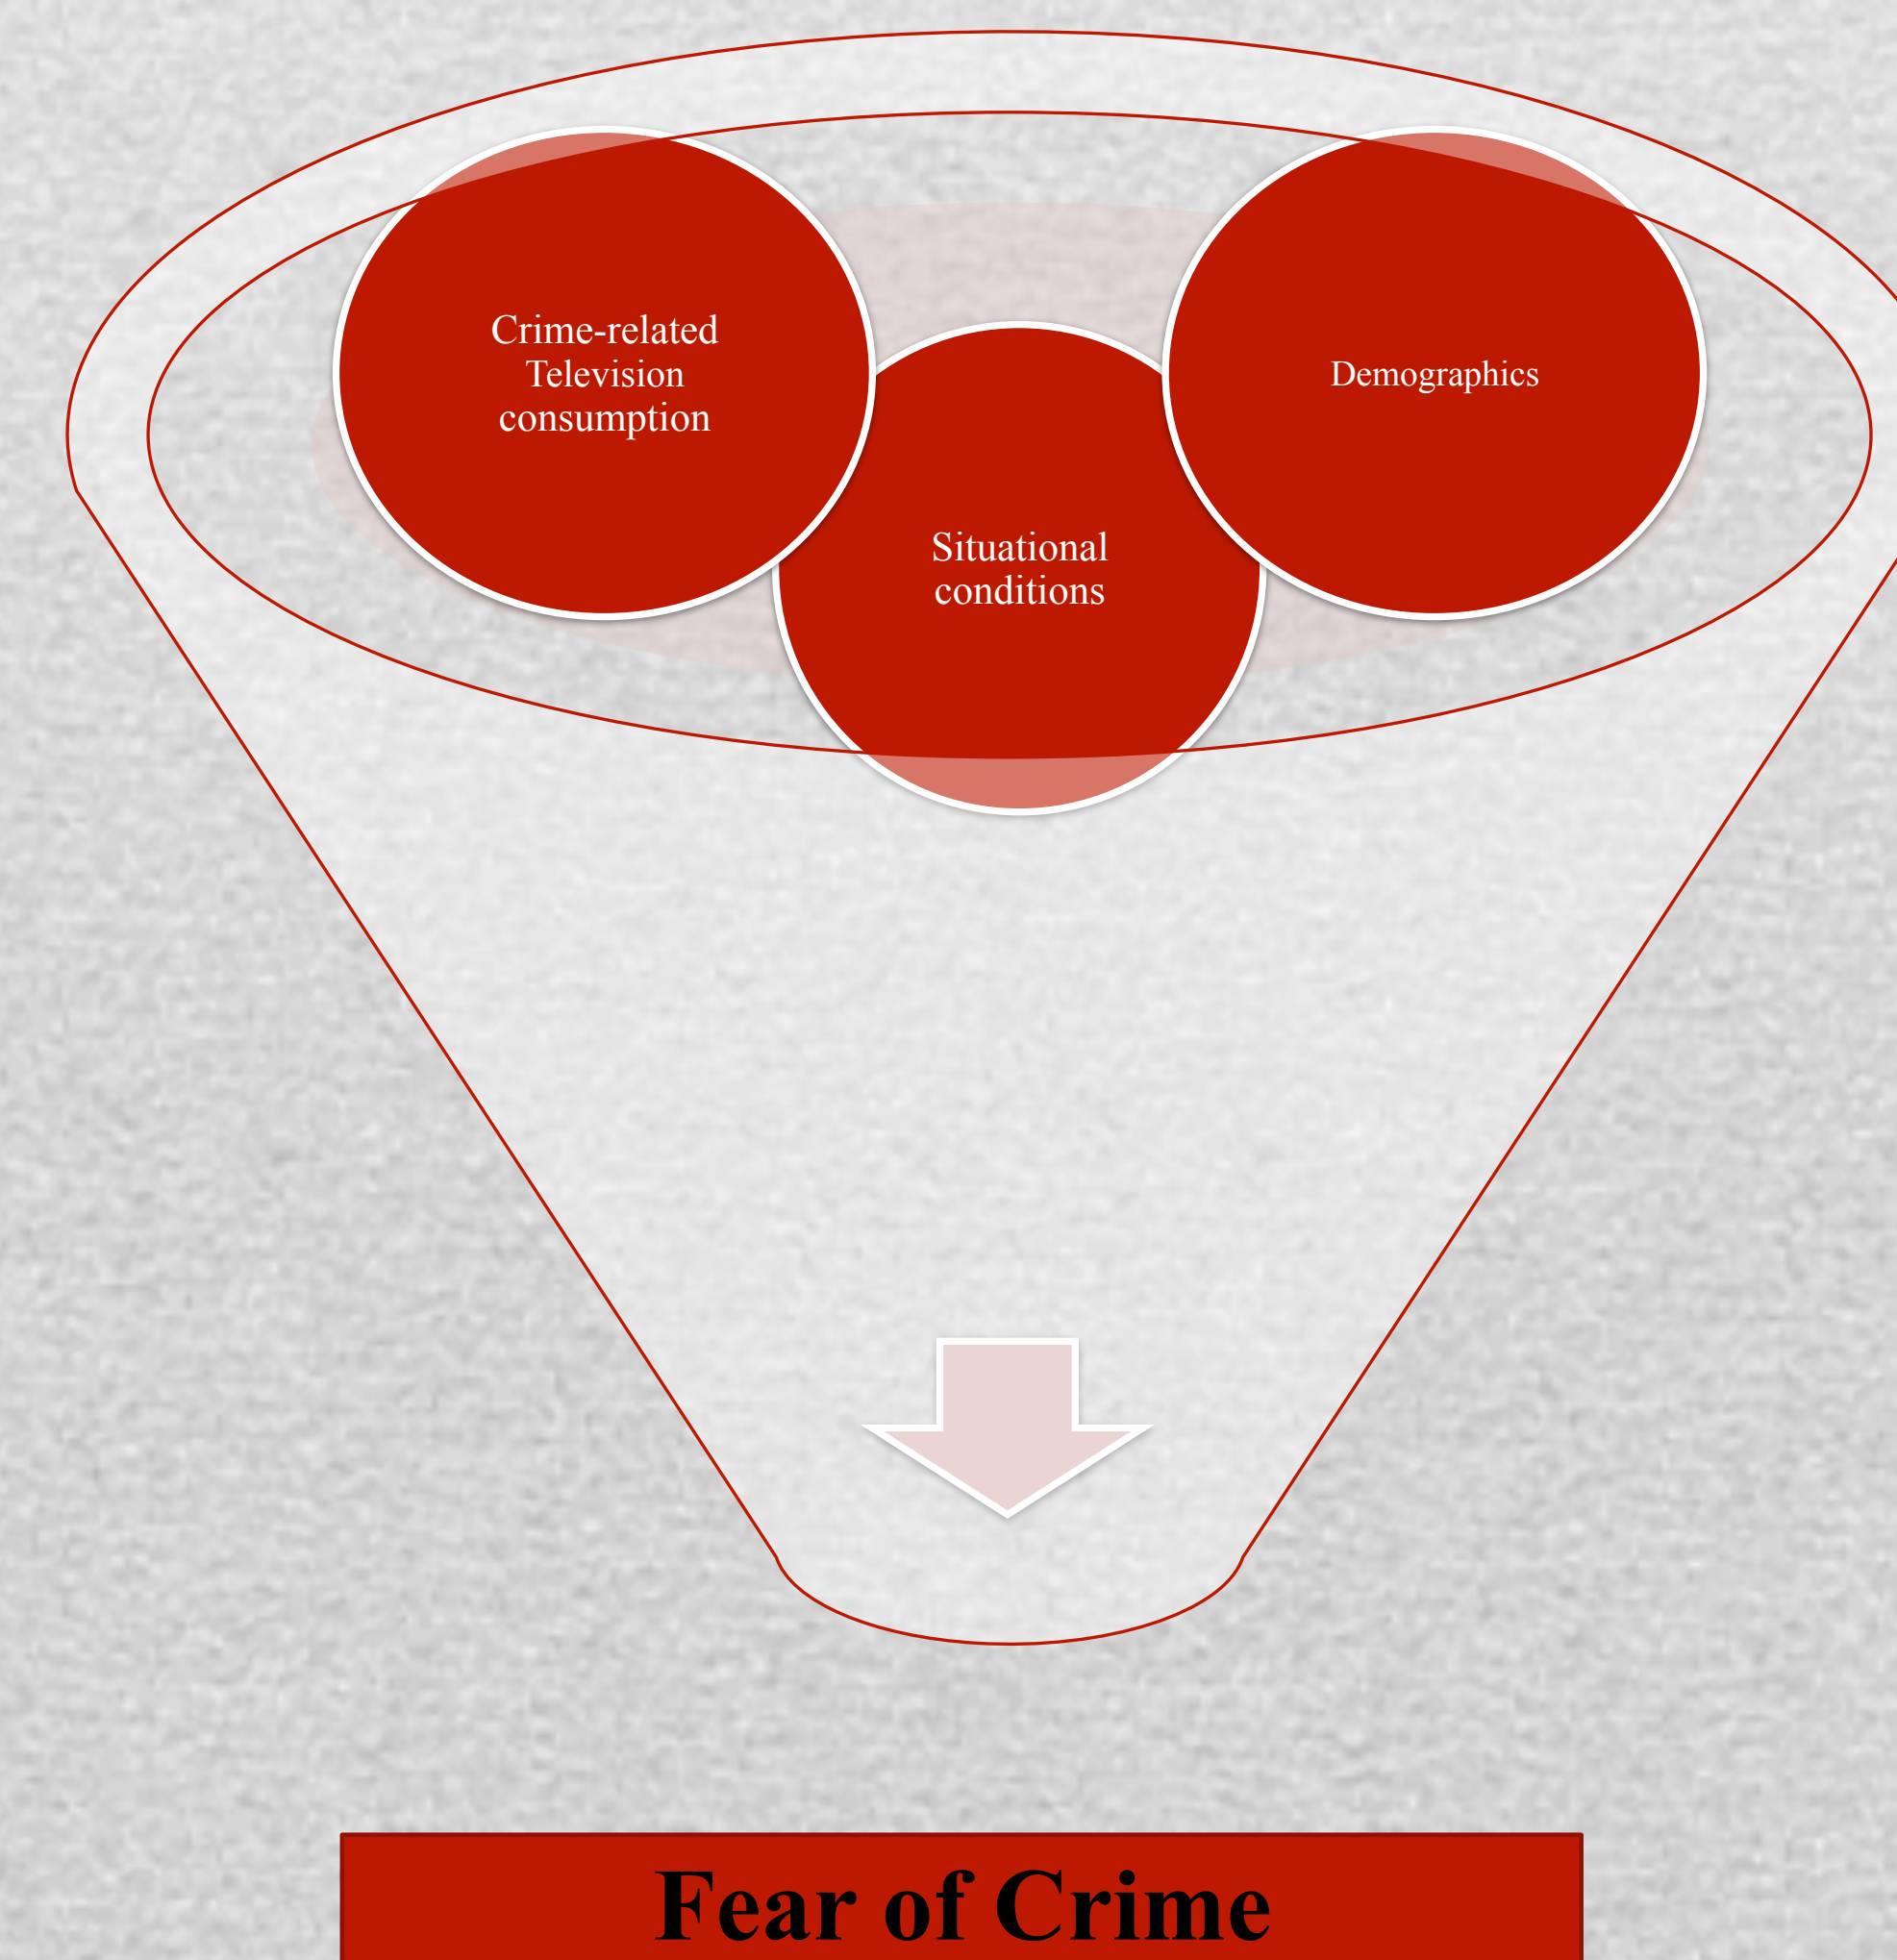 Crime-related
Television
consumption
Demographics
Situational
conditions
Fear of Crime